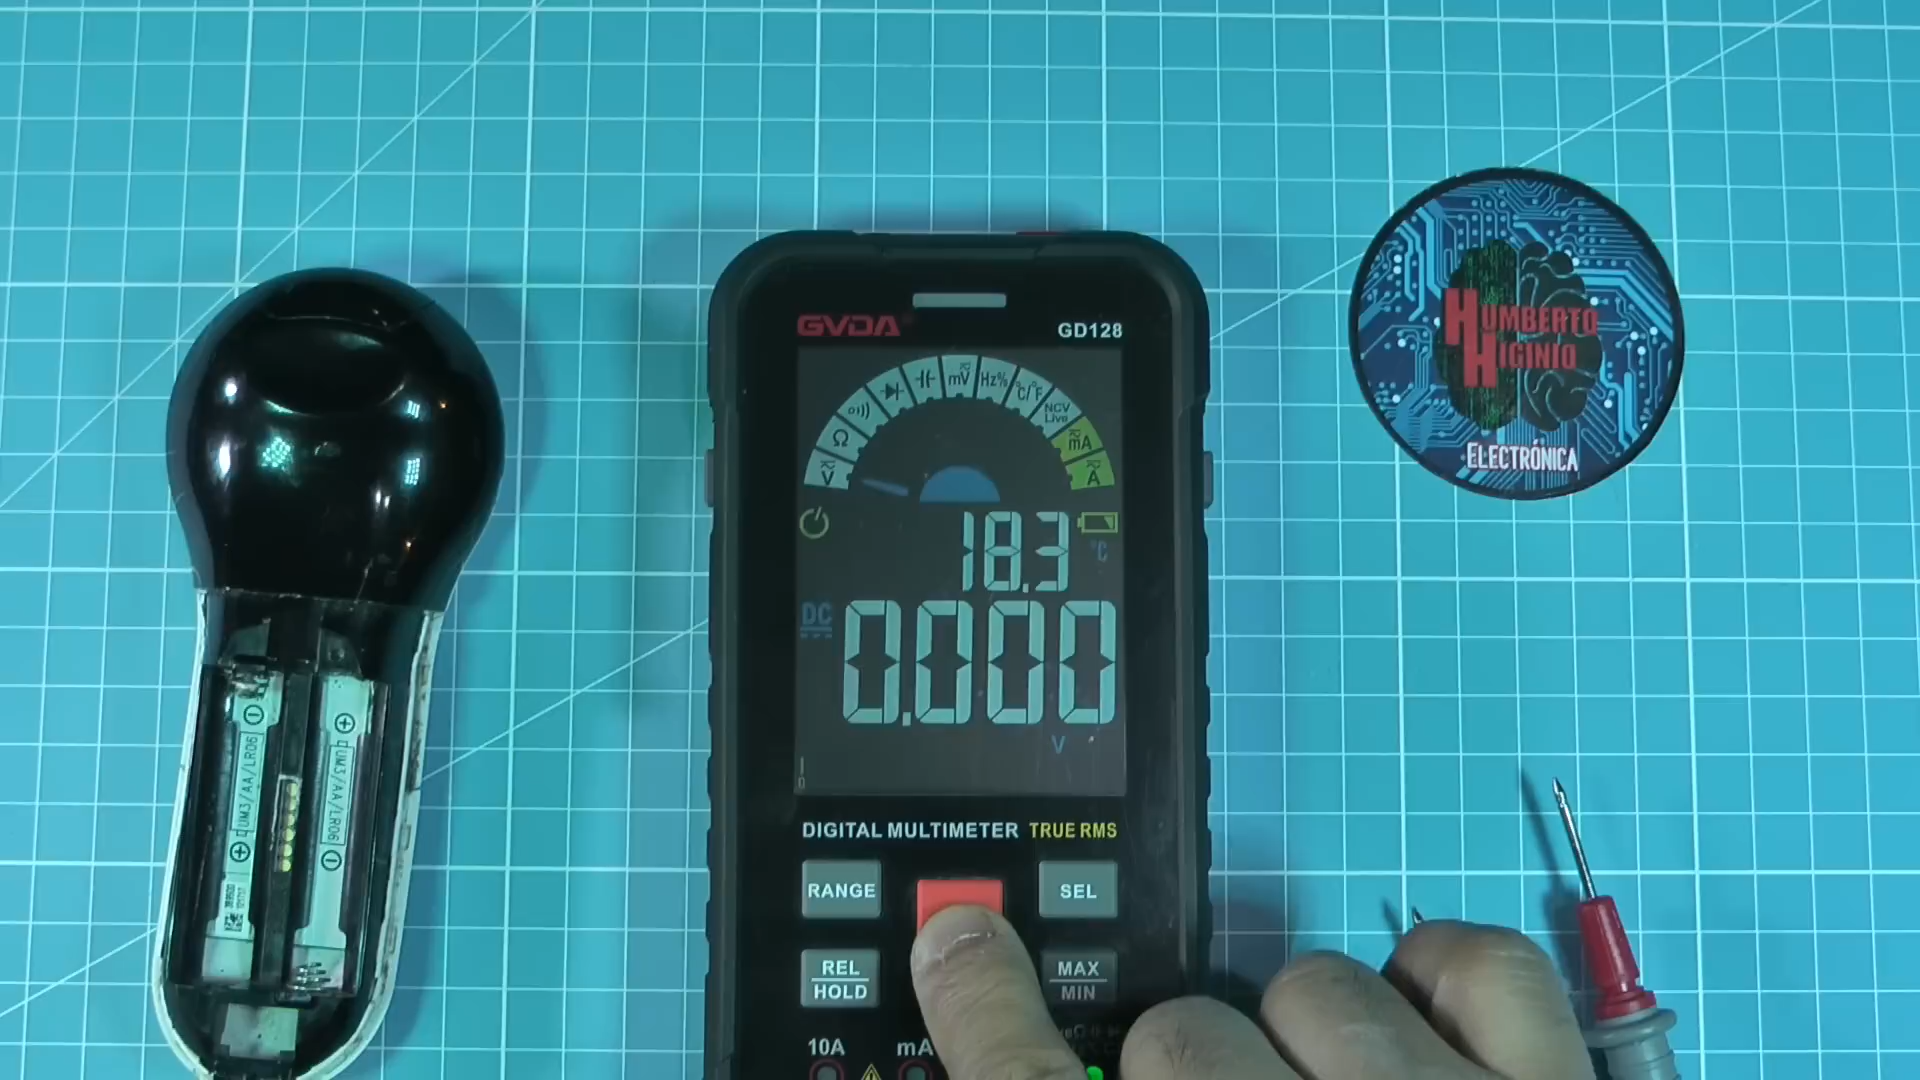 GVDA
GD128
V
Ω
mV
Hz%
°C/°F
NCV
Live
mA
A
18.3
°C
DC
0.000
V
0
DIGITAL MULTIMETER TRUE RMS
RANGE
SEL
REL
HOLD
MAX
MIN
10A
mA
HUMBERTO
HIGINIO
ELECTRÓNICA
UM3/AA/LR06
UM3/AA/LR06